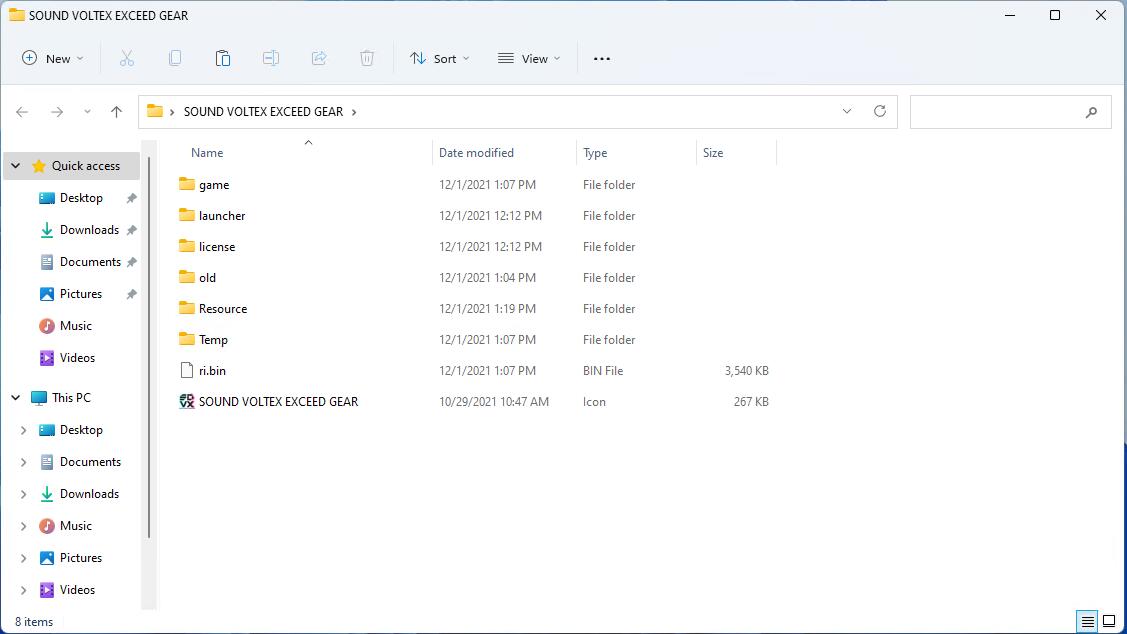 SOUND VOLTEX EXCEED GEAR
New Sort View
SOUND VOLTEX EXCEED GEAR
Name Date modified Type Size
Quick access
Desktop
Downloads
Documents
Pictures
Music
Videos
This PC
Desktop
Documents
Downloads
Music
Pictures
Videos
game 12/1/2021 1:07 PM File folder
launcher 12/1/2021 12:12 PM File folder
license 12/1/2021 12:12 PM File folder
old 12/1/2021 1:04 PM File folder
Resource 12/1/2021 1:19 PM File folder
Temp 12/1/2021 1:07 PM File folder
ri.bin 12/1/2021 1:07 PM BIN File 3,540 KB
SOUND VOLTEX EXCEED GEAR 10/29/2021 10:47 AM Icon 267 KB
8 items